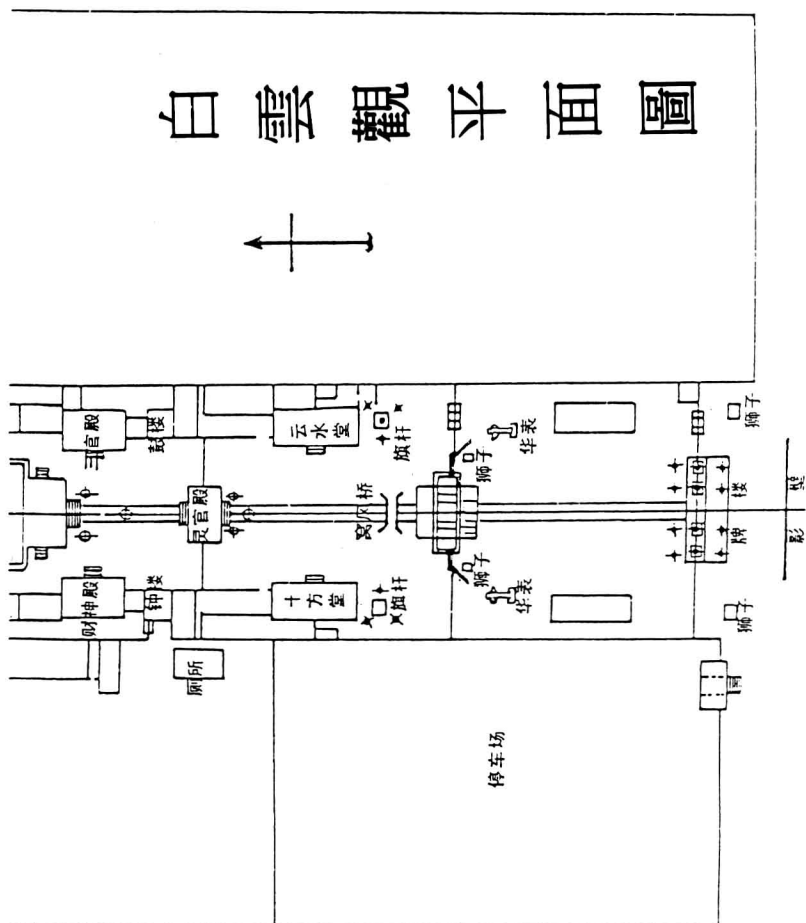 白雲觀平面圖
三官殿
鼓楼
云水堂
旗杆
狮子
华表
狮子
灵官殿
窝风桥
牌楼
影壁
财神殿
钟楼
十方堂
旗杆
狮子
华表
狮子
厕所
停车场